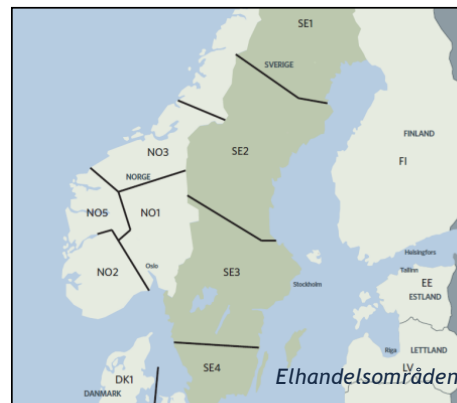 SE1
SVERIGE
FINLAND
NO3
SE2
FI
NORGE
NO5
NO1
Helsingfors
Oslo
Tallinn
NO2
SE3
EE
Stockholm
ESTLAND
Riga
LETTLAND
SE4
LV
DK1
Elhandelsområden
DANMARK